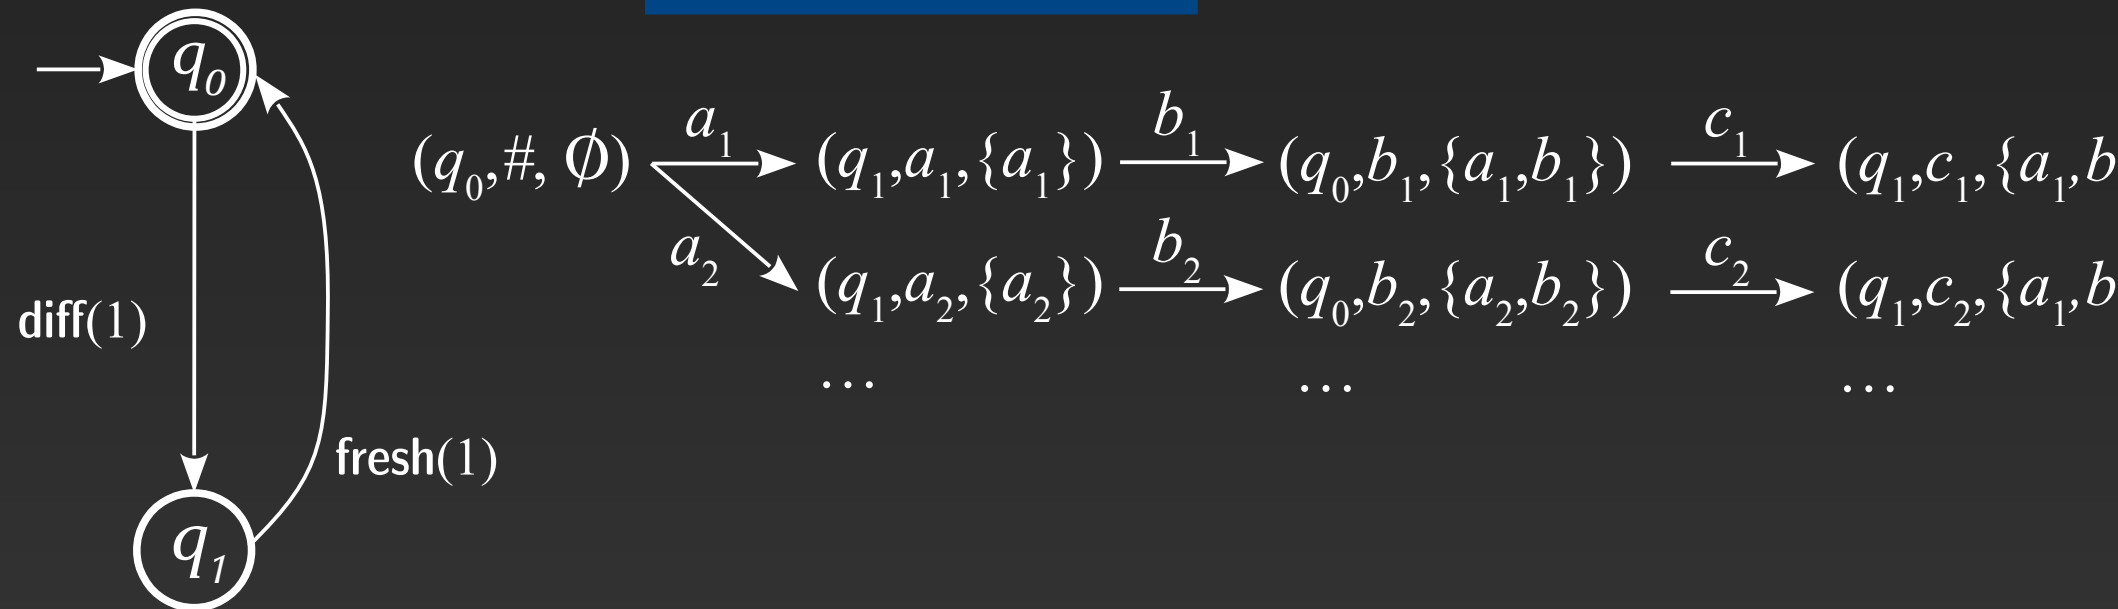 q₀
(q₀,#, ϕ) a₁ (q₁,a₁,{a₁}) b₁ (q₀,b₁,{a₁,b₁}) c₁ (q₁,c₁,{a₁,b
a₂ (q₁,a₂,{a₂}) b₂ (q₀,b₂,{a₂,b₂}) c₂ (q₁,c₂,{a₁,b
diff(1)
... ... ...
fresh(1)
q₁